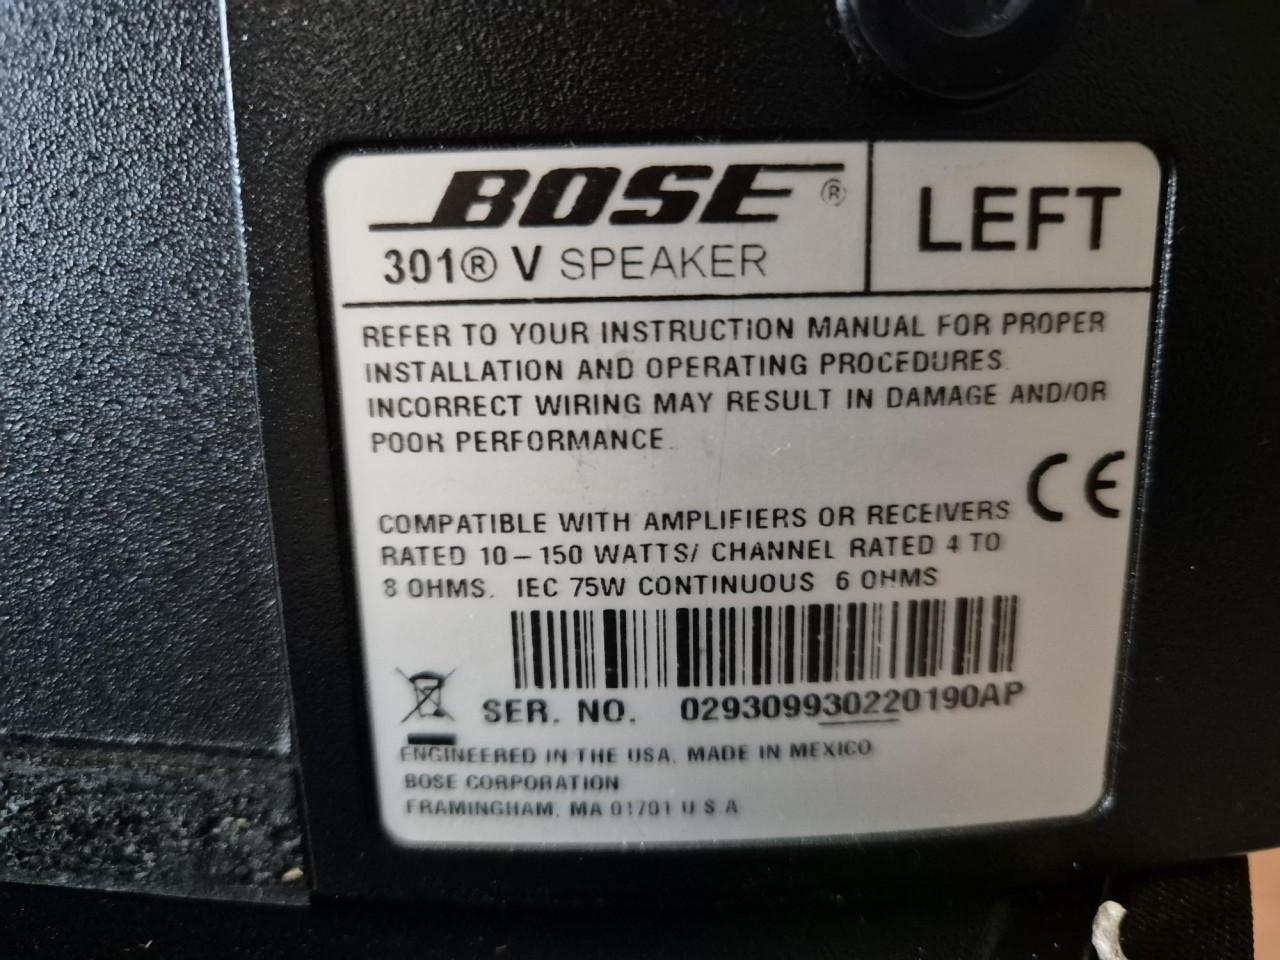 BOSE ®
LEFT
301® V SPEAKER
REFER TO YOUR INSTRUCTION MANUAL FOR PROPER
INSTALLATION AND OPERATING PROCEDURES.
INCORRECT WIRING MAY RESULT IN DAMAGE AND/OR
POOR PERFORMANCE.
CE
COMPATIBLE WITH AMPLIFIERS OR RECEIVERS
RATED 10–150 WATTS/ CHANNEL RATED 4 TO
8 OHMS. IEC 75W CONTINUOUS 6 OHMS
SER. NO. 029309930220190AP
ENGINEERED IN THE USA, MADE IN MEXICO
BOSE CORPORATION
FRAMINGHAM, MA 01701 U.S.A